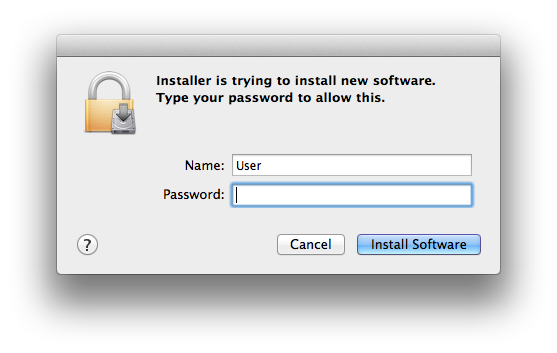 Installer is trying to install new software.
Type your password to allow this.
Name: User
Password:
? Cancel Install Software